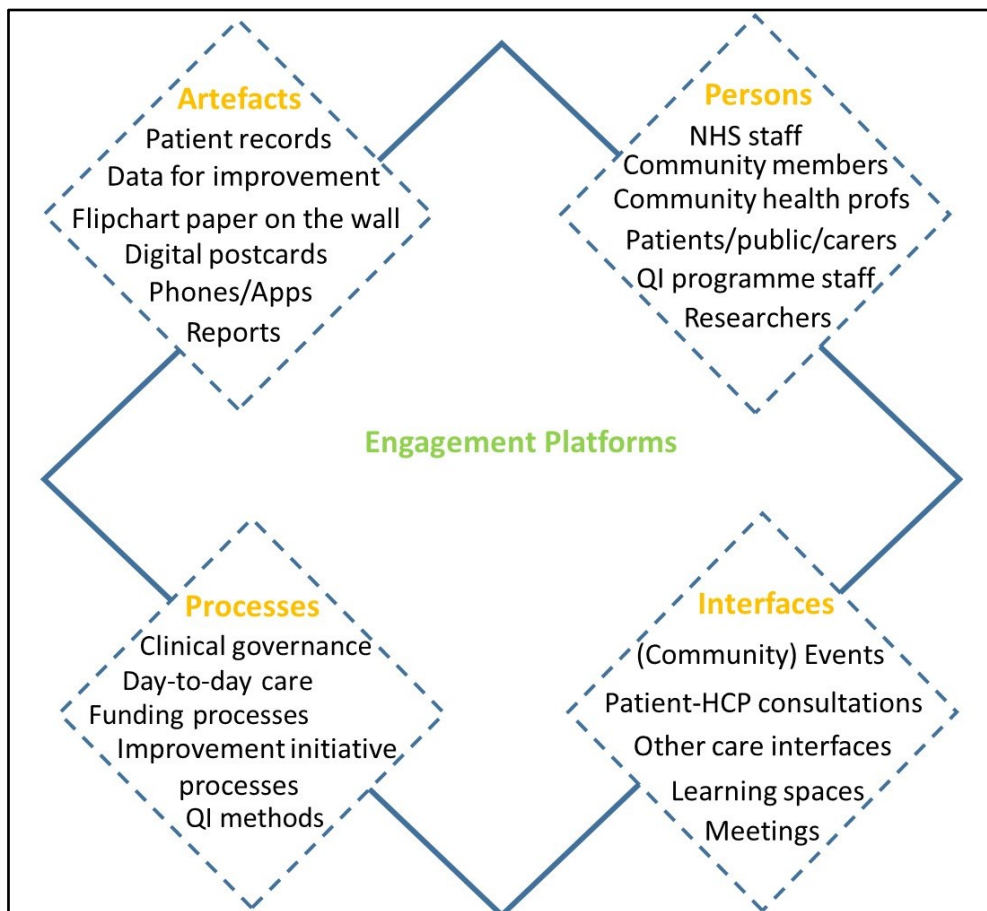 Artefacts
Patient records
Data for improvement
Flipchart paper on the wall
Digital postcards
Phones/Apps
Reports
Persons
NHS staff
Community members
Community health profs
Patients/public/carers
QI programme staff
Researchers
Engagement Platforms
Processes
Clinical governance
Day-to-day care
Funding processes
Improvement initiative
processes
QI methods
Interfaces
(Community) Events
Patient-HCP consultations
Other care interfaces
Learning spaces
Meetings